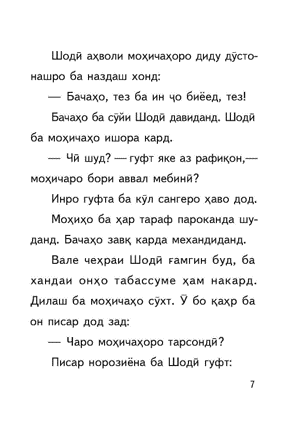 Шодӣ аҳволи моҳичаҳоро диду дӯсто-
нашро ба наздаш хонд:
— Бачаҳо, тез ба ин ҷо биёед, тез!
Бачаҳо ба сӯйи Шодӣ давиданд. Шодӣ
ба моҳичаҳо ишора кард.
— Чӣ шуд? — гуфт яке аз рафиқон,—
моҳичаро бори аввал мебинӣ?
Инро гуфта ба кӯл сангеро ҳаво дод.
Моҳиҳо ба ҳар тараф пароканда шу-
данд. Бачаҳо завқ карда механдиданд.
Вале чеҳраи Шодӣ ғамгин буд, ба
хандаи онҳо табассуме ҳам накард.
Дилаш ба моҳичаҳо сӯхт. Ӯ бо қаҳр ба
он писар дод зад:
— Чаро моҳичаҳоро тарсондӣ?
Писар норозиёна ба Шодӣ гуфт:
7